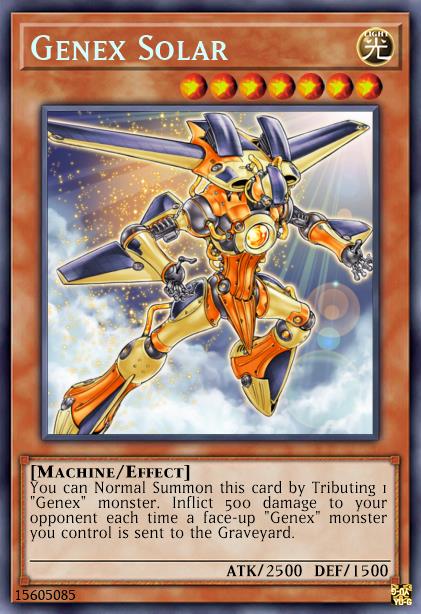 Genex Solar
LIGHT
光
[Machine/Effect]
You can Normal Summon this card by Tributing 1
"Genex" monster. Inflict 500 damage to your
opponent each time a face-up "Genex" monster
you control is sent to the Graveyard.
ATK/2500 DEF/1500
15605085